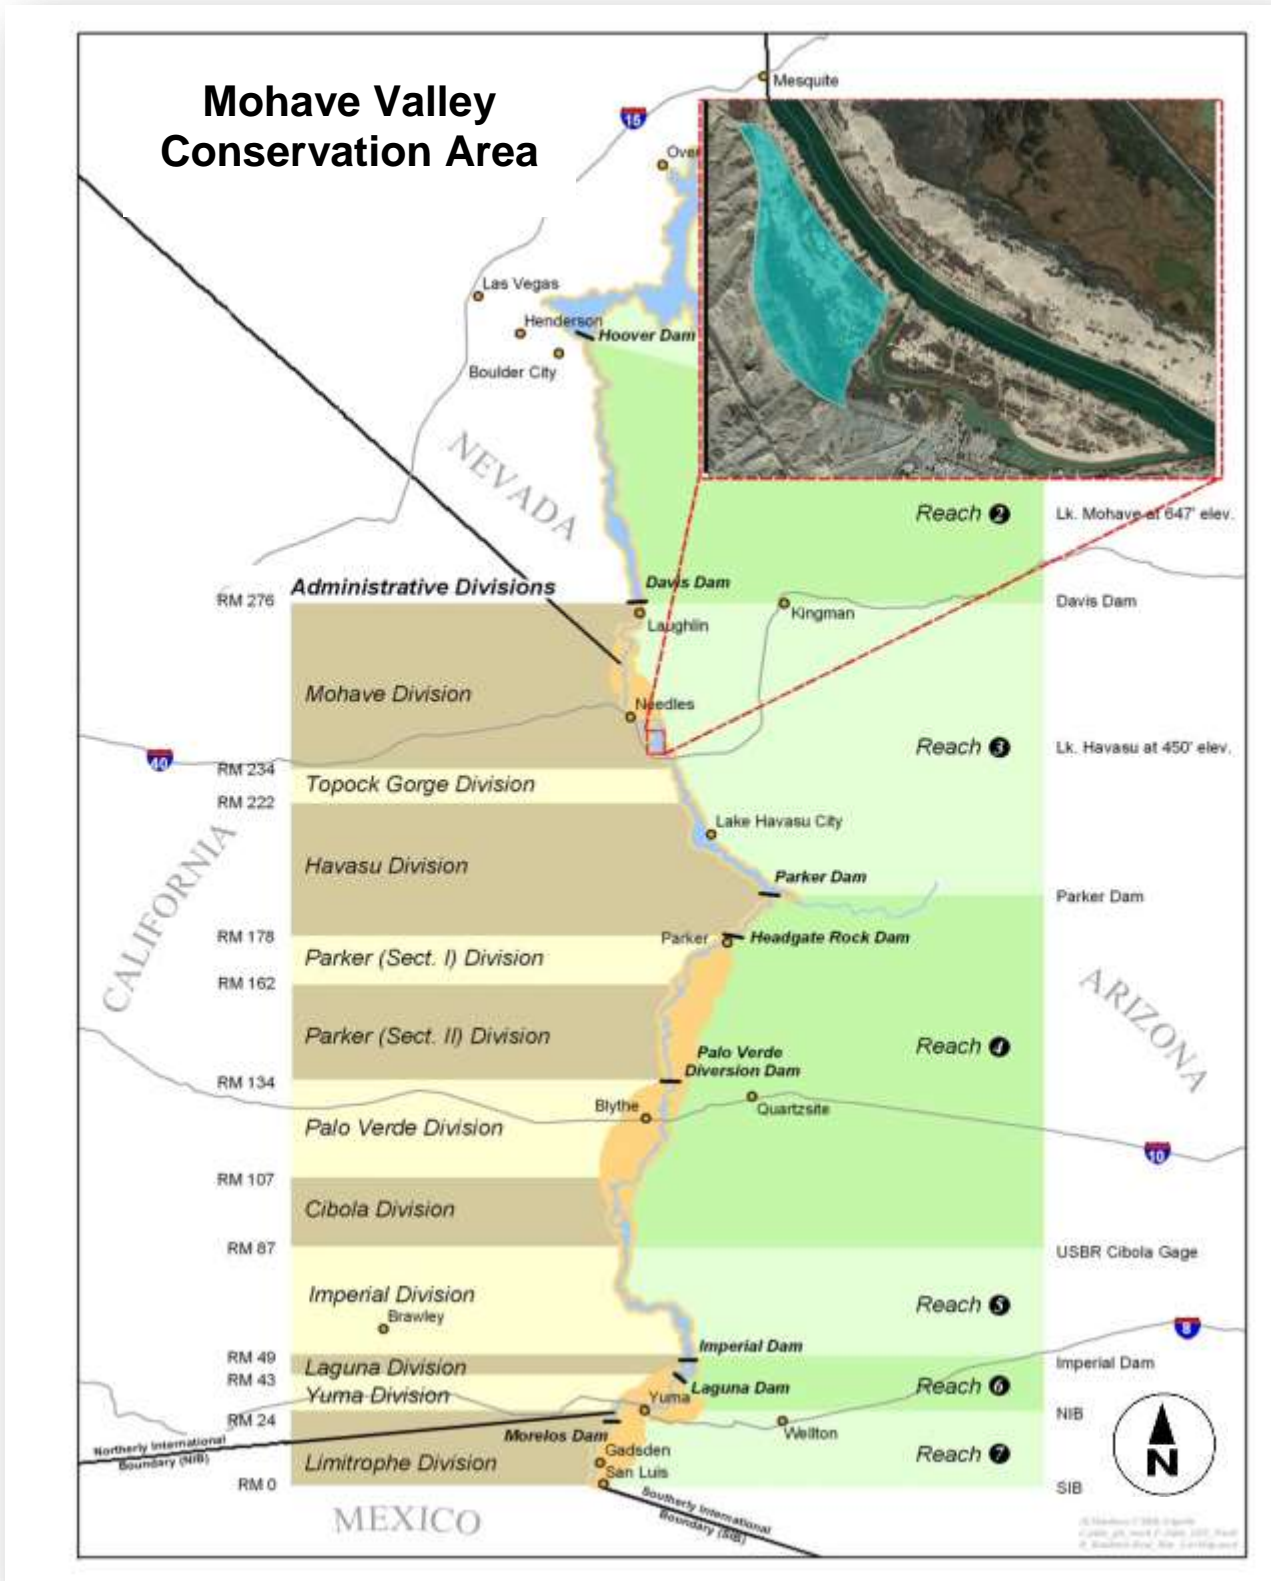 Mohave Valley
Conservation Area
Mesquite
15
Over
Las Vegas
Henderson
Hoover Dam
Boulder City
NEVADA
Reach 2
Lk. Mohave at 647' elev.
Administrative Divisions
Davis Dam
RM 276
Kingman
Davis Dam
Laughlin
Mohave Division
Needles
Reach 3
Lk. Havasu at 450' elev.
40
RM 234
Topock Gorge Division
RM 222
Lake Havasu City
CALIFORNIA
Havasu Division
Parker Dam
Parker Dam
RM 178
Parker
Headgate Rock Dam
Parker (Sect. I) Division
RM 162
ARIZONA
Parker (Sect. II) Division
Reach 4
Palo Verde
Diversion Dam
RM 134
Blythe
Quartzsite
Palo Verde Division
10
RM 107
Cibola Division
RM 87
USBR Cibola Gage
Imperial Division
Reach 5
Brawley
8
Imperial Dam
RM 49
Laguna Division
Imperial Dam
RM 43
Yuma Division
Laguna Dam
Reach 6
Yuma
RM 24
NIB
Wellton
Morelos Dam
Northerly International
Boundary (NIB)
Gadsden
Limitrophe Division
Reach 7
San Luis
RM 0
SIB
N
Southerly International
Boundary (SIB)
MEXICO